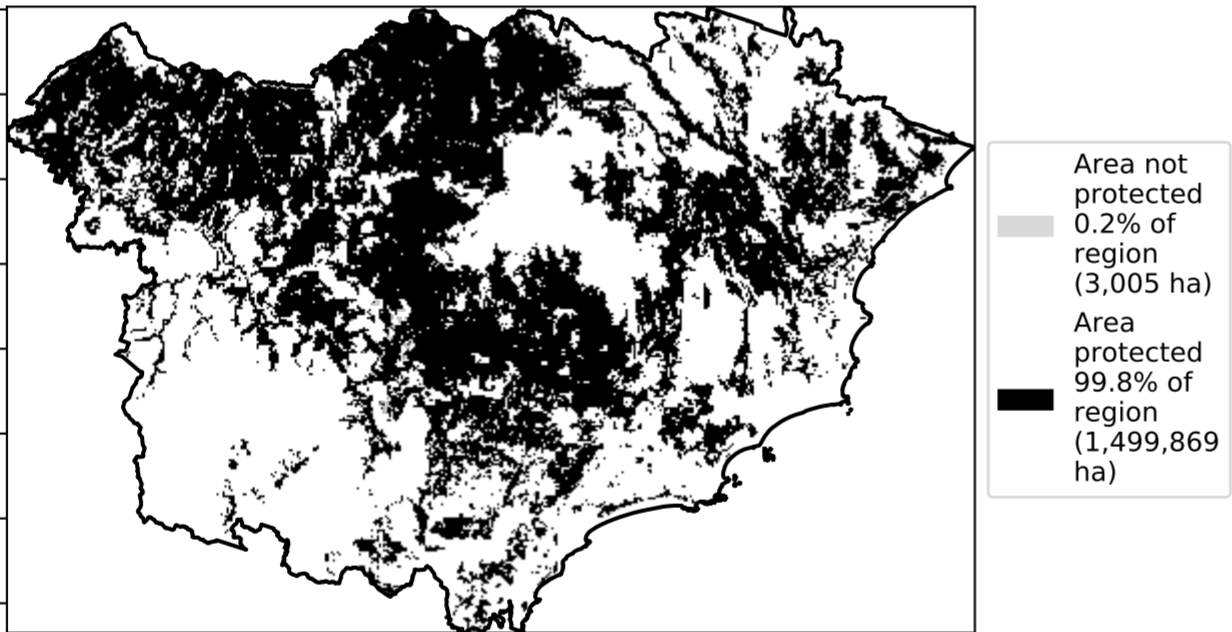 Area not
protected
0.2% of
region
(3,005 ha)
Area
protected
99.8% of
region
(1,499,869
ha)